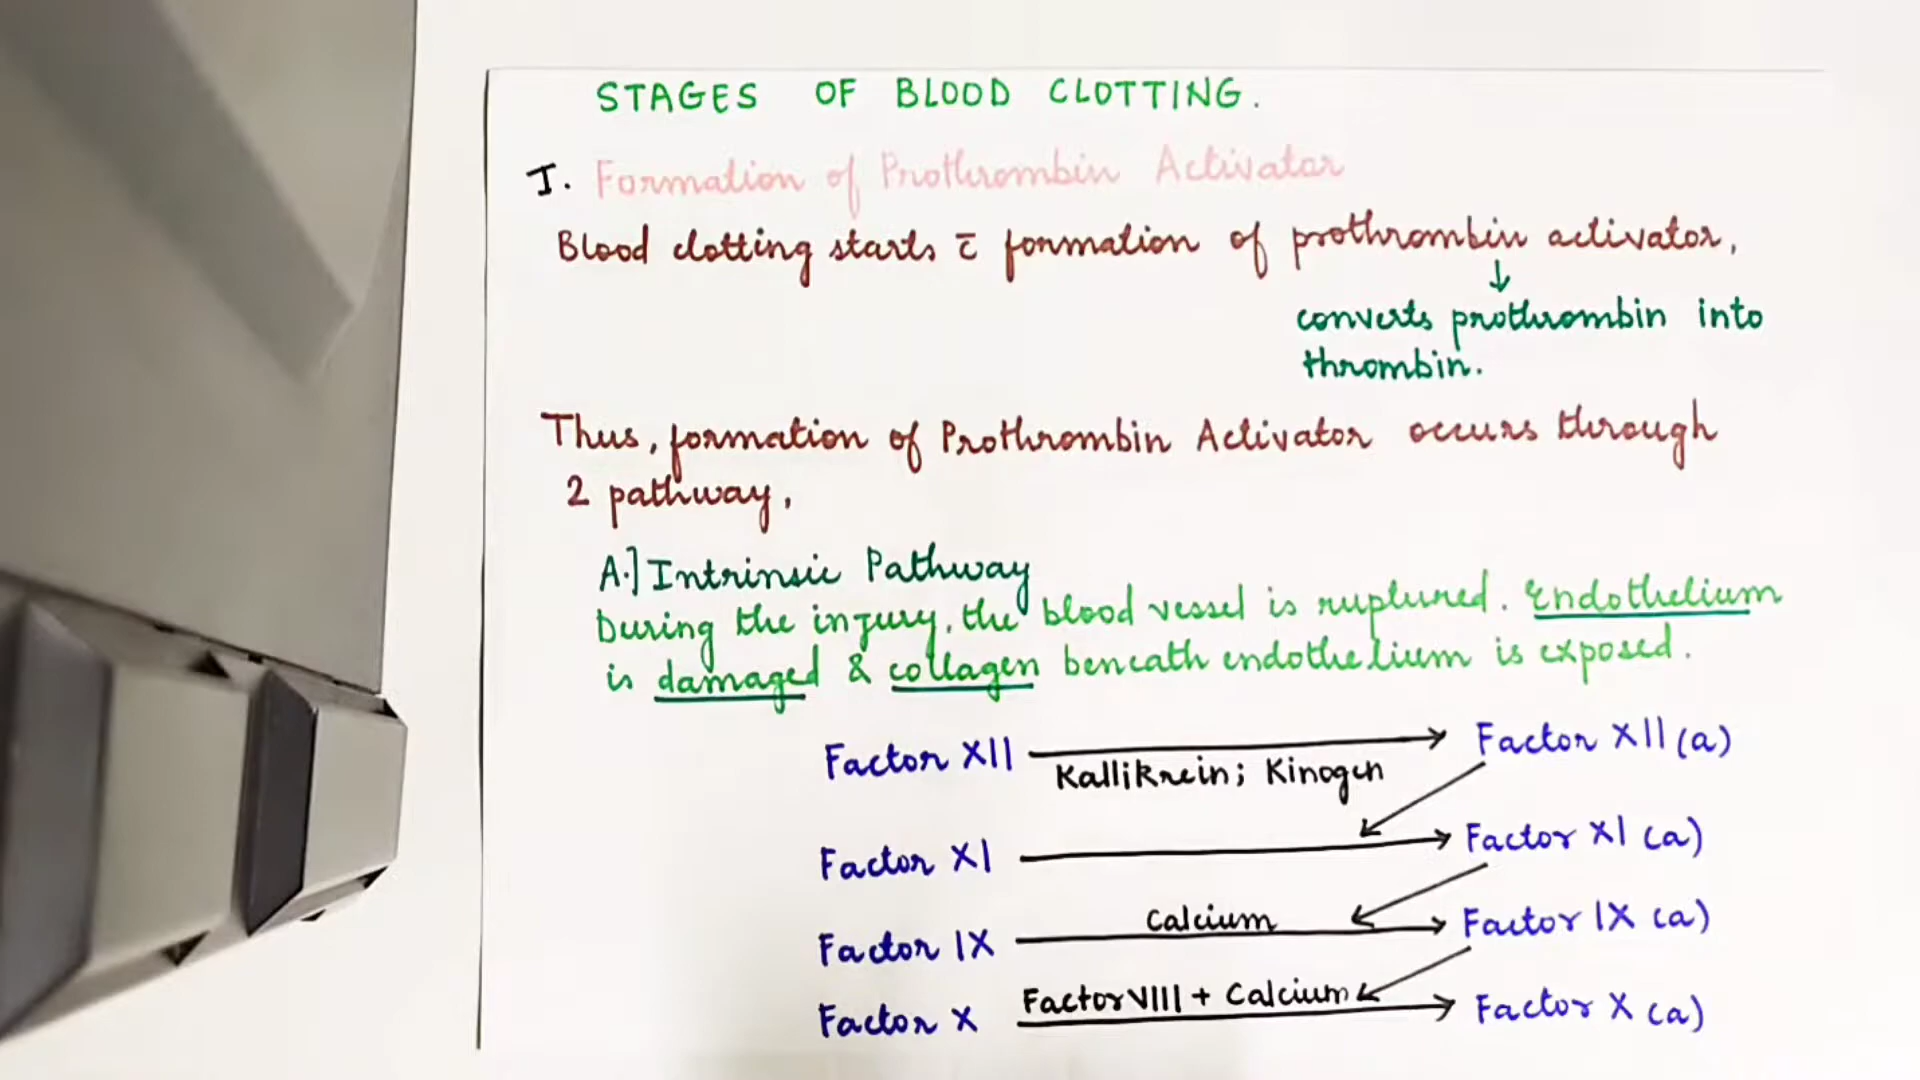 STAGES OF BLOOD CLOTTING.
I. Formation of Prothrombin Activator
Blood clotting starts c̄ formation of prothrombin activator,
↓
converts prothrombin into
thrombin.
Thus, formation of Prothrombin Activator occurs through
2 pathway,
A.] Intrinsic Pathway
During the injury, the blood vessel is ruptured. Endothelium
is damaged & collagen beneath endothelium is exposed.
Factor XII → Factor XII (a)
Kallikrein; Kinogen
Factor XI → Factor XI (a)
Calcium
Factor IX → Factor IX (a)
Factor VIII + Calcium
Factor X → Factor X (a)